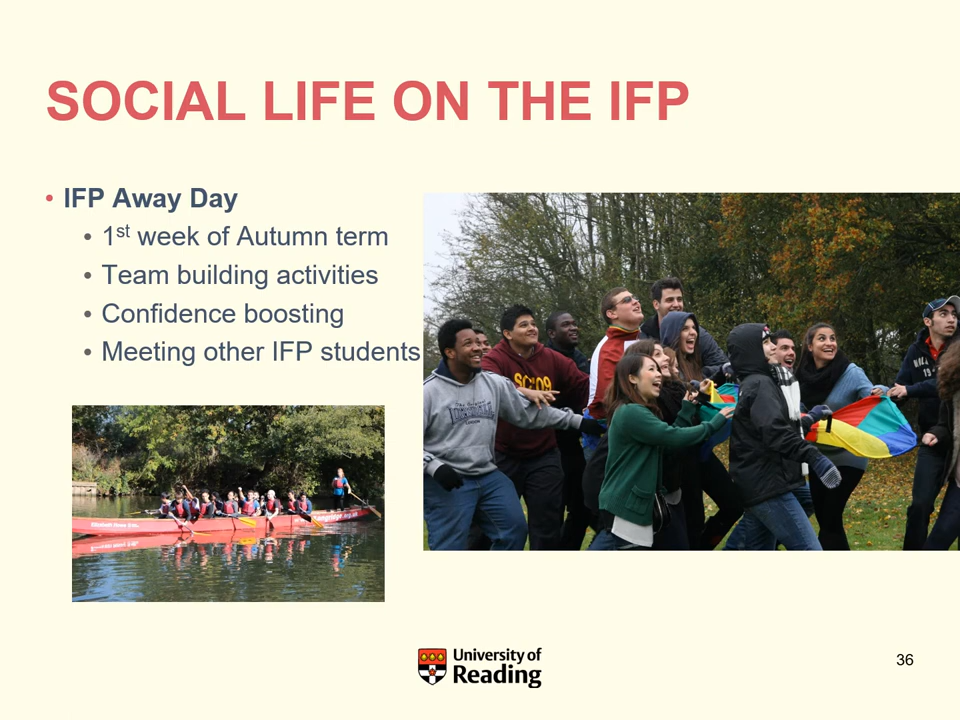 SOCIAL LIFE ON THE IFP
• IFP Away Day
• 1st week of Autumn term
• Team building activities
• Confidence boosting
• Meeting other IFP students
University of
Reading
36